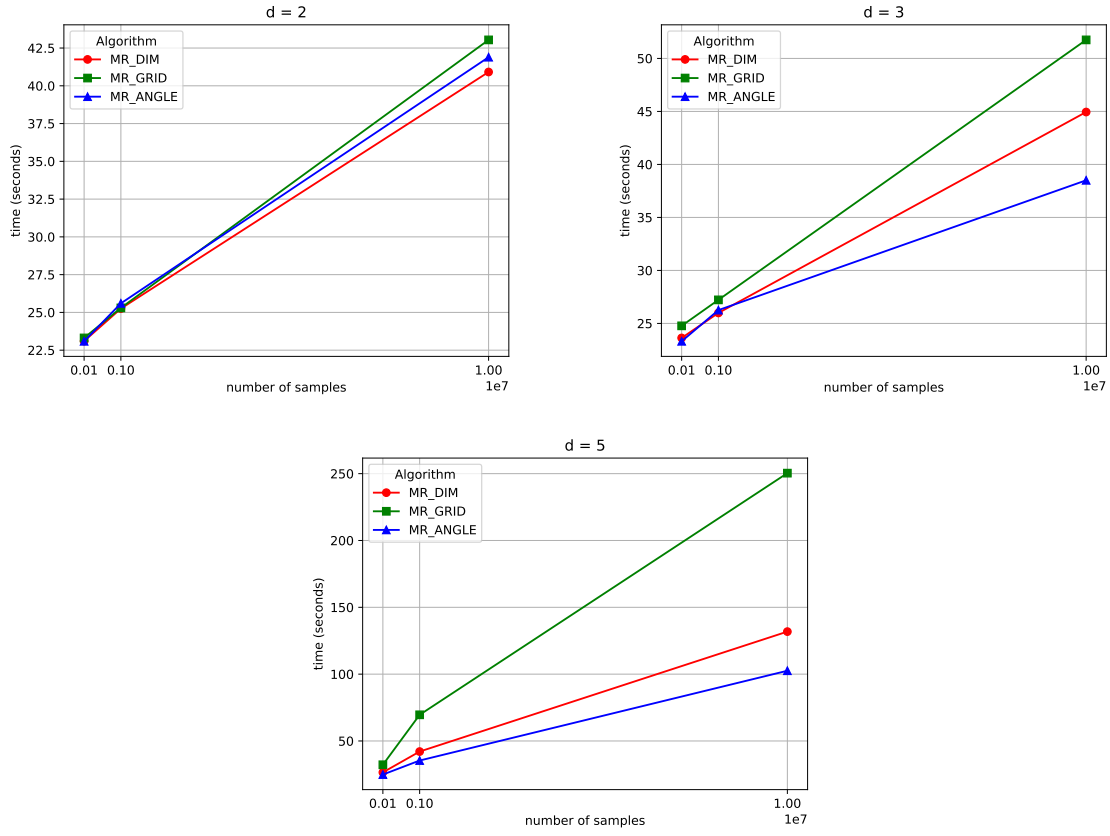 d = 2
Algorithm
MR_DIM
MR_GRID
MR_ANGLE
42.5
40.0
37.5
35.0
32.5
30.0
27.5
25.0
22.5
time (seconds)
0.01 0.10 1.00
number of samples 1e7
d = 3
Algorithm
MR_DIM
MR_GRID
MR_ANGLE
50
45
40
35
30
25
time (seconds)
0.01 0.10 1.00
number of samples 1e7
d = 5
Algorithm
MR_DIM
MR_GRID
MR_ANGLE
250
200
150
100
50
time (seconds)
0.01 0.10 1.00
1e7
number of samples